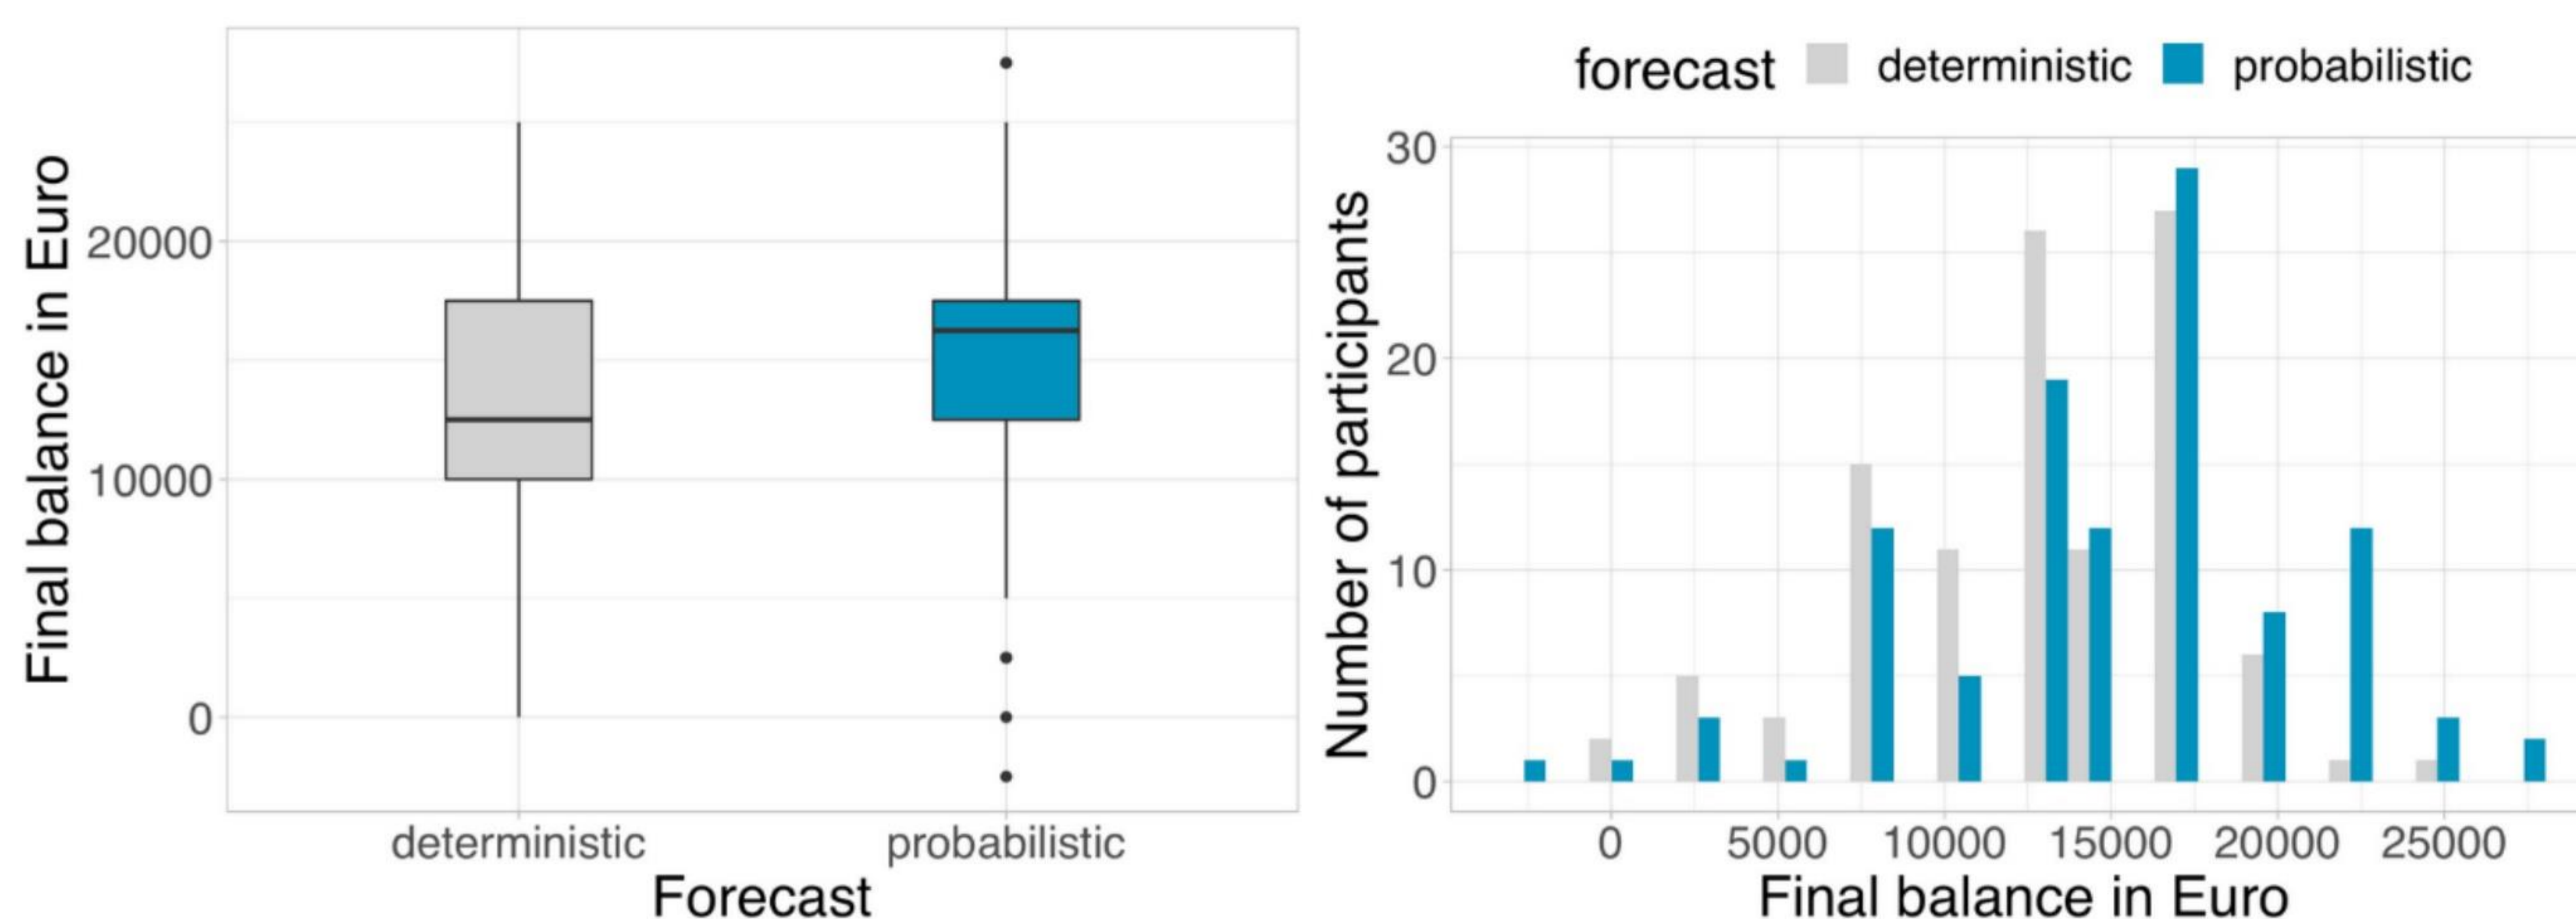 Final balance in Euro
20000
10000
0
deterministic probabilistic
Forecast
forecast deterministic probabilistic
Number of participants
30
20
10
0
0 5000 10000 15000 20000 25000
Final balance in Euro